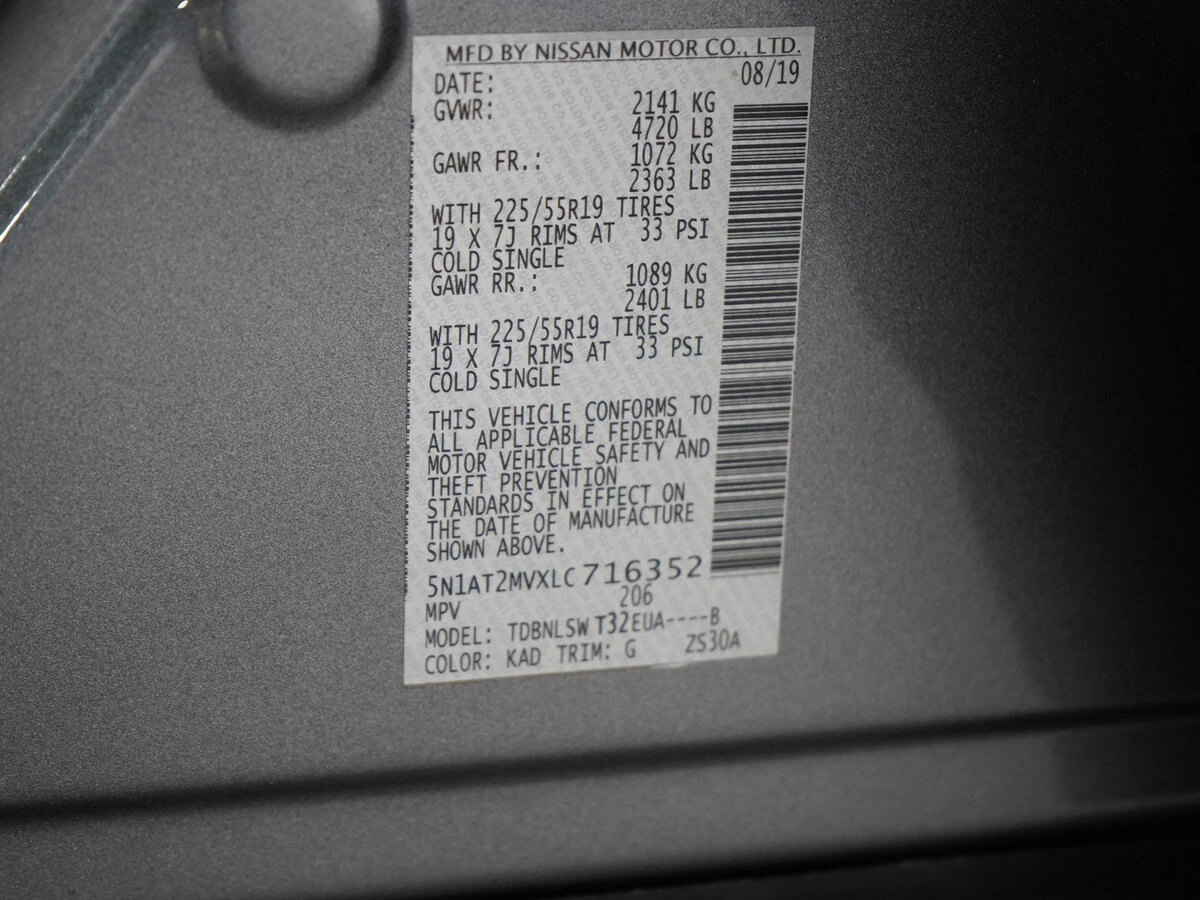 MFD BY NISSAN MOTOR CO., LTD.
DATE: 08/19
GVWR: 2141 KG
4720 LB
GAWR FR.: 1072 KG
2363 LB
WITH 225/55R19 TIRES
19 X 7J RIMS AT 33 PSI
COLD SINGLE
GAWR RR.: 1089 KG
2401 LB
WITH 225/55R19 TIRES
19 X 7J RIMS AT 33 PSI
COLD SINGLE
THIS VEHICLE CONFORMS TO
ALL APPLICABLE FEDERAL
MOTOR VEHICLE SAFETY AND
THEFT PREVENTION
STANDARDS IN EFFECT ON
THE DATE OF MANUFACTURE
SHOWN ABOVE.
5N1AT2MVXLC716352
MPV 206
MODEL: TDBNLSWT32EUA----B
COLOR: KAD TRIM: G ZS30A